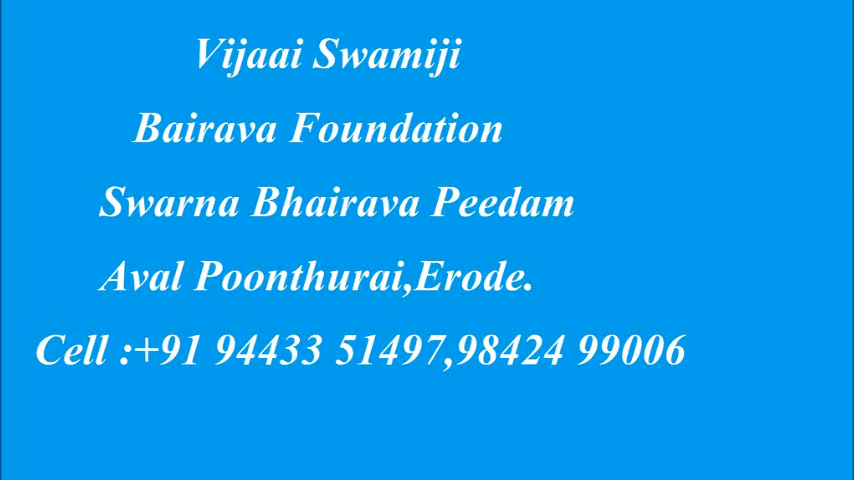 Vijaai Swamiji
Bairava Foundation
Swarna Bhairava Peedam
Aval Poonthurai,Erode.
Cell :+91 94433 51497,98424 99006